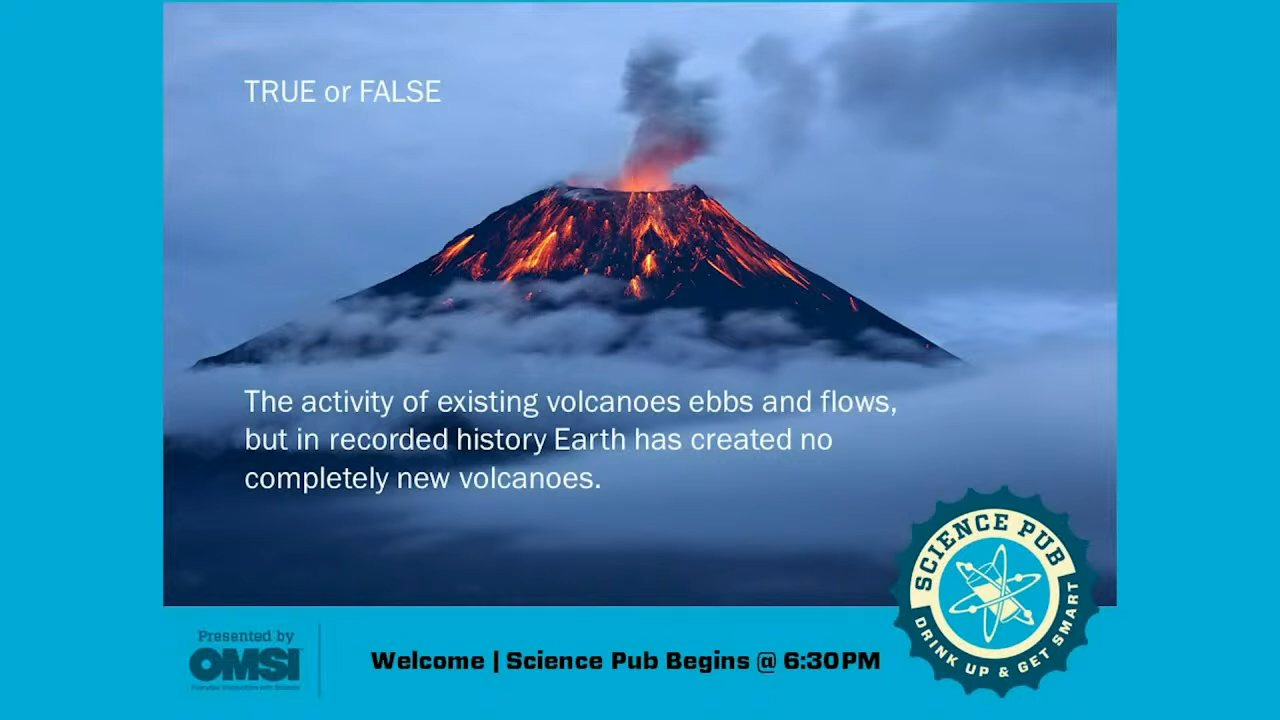 TRUE or FALSE
The activity of existing volcanoes ebbs and flows,
but in recorded history Earth has created no
completely new volcanoes.
SCIENCE PUB
DRINK UP & GET SMART
Presented by
OMSI
Welcome | Science Pub Begins @ 6:30PM